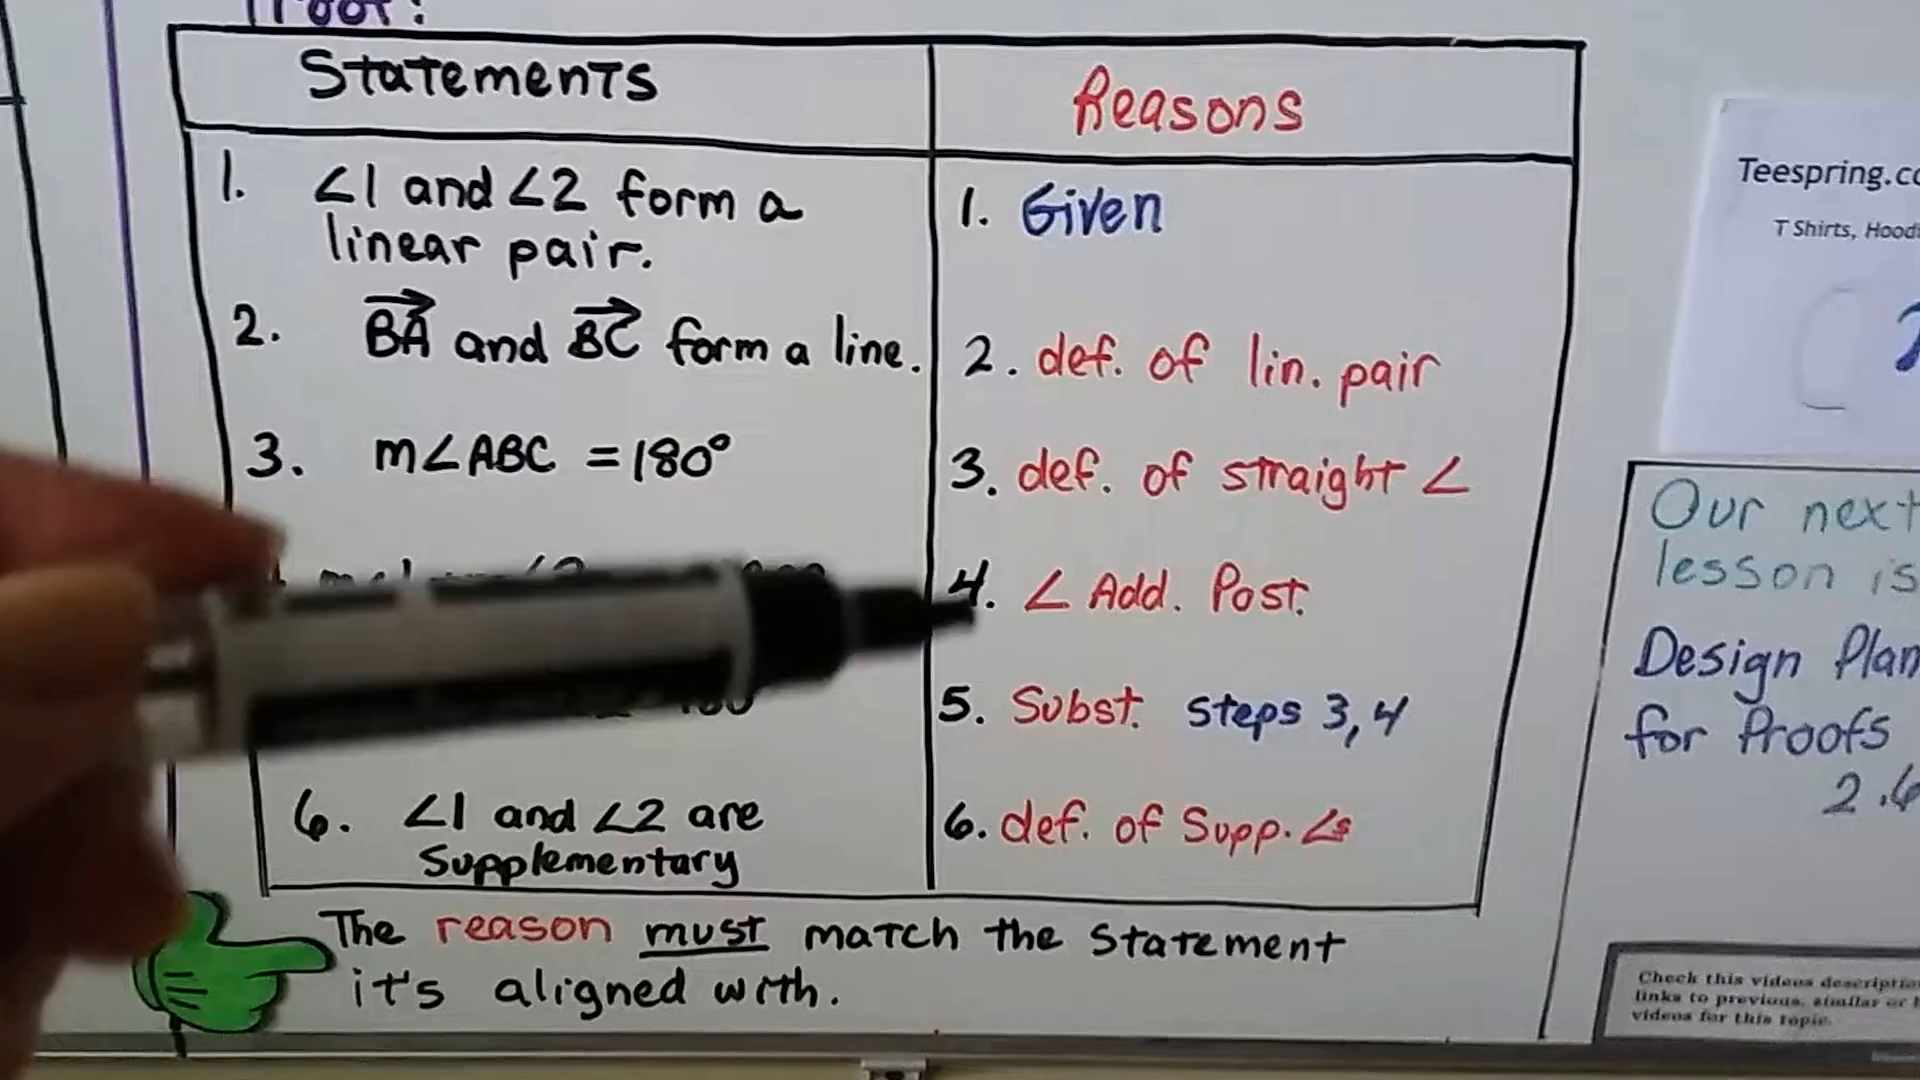 Proof:
Statements
Reasons
1. ∠1 and ∠2 form a
linear pair.
1. Given
2. BA and BC form a line.
2. def. of lin. pair
3. m∠ABC = 180°
3. def. of straight ∠
4. ∠ Add. Post.
5. Subst. Steps 3, 4
6. ∠1 and ∠2 are
Supplementary
6. def. of Supp. ∠s
The reason must match the statement
it's aligned with.
Teespring.co
T Shirts, Hood
Our next
lesson is
Design Plan
for Proofs
2.6
Check this videos description
links to previous, similar or
videos for this topic.